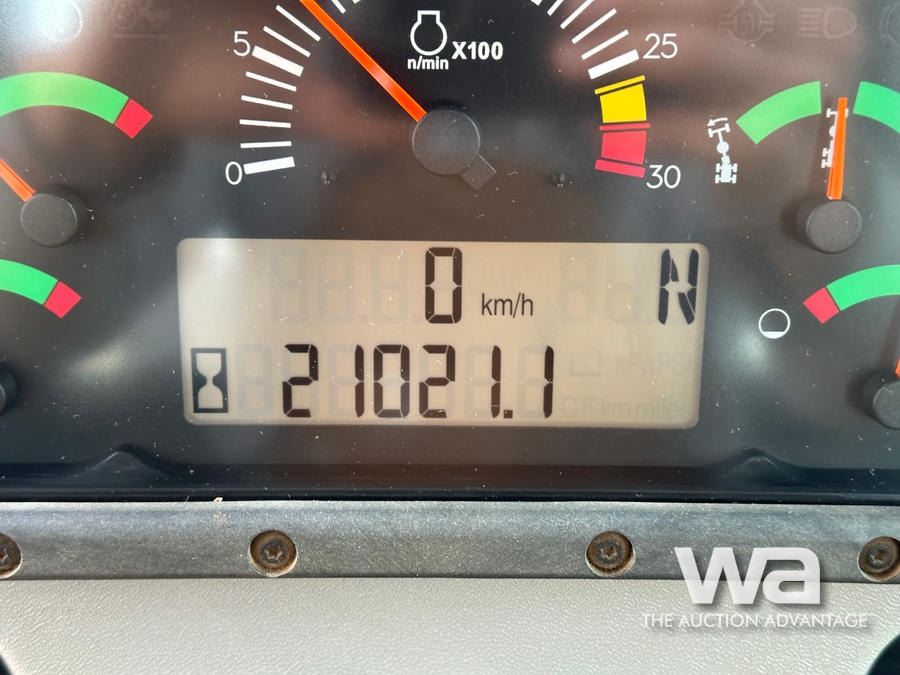 5
n/min X100
25
0
30
0 km/h N
21021.1
kPa PSI
C F km miles
wa
THE AUCTION ADVANTAGE